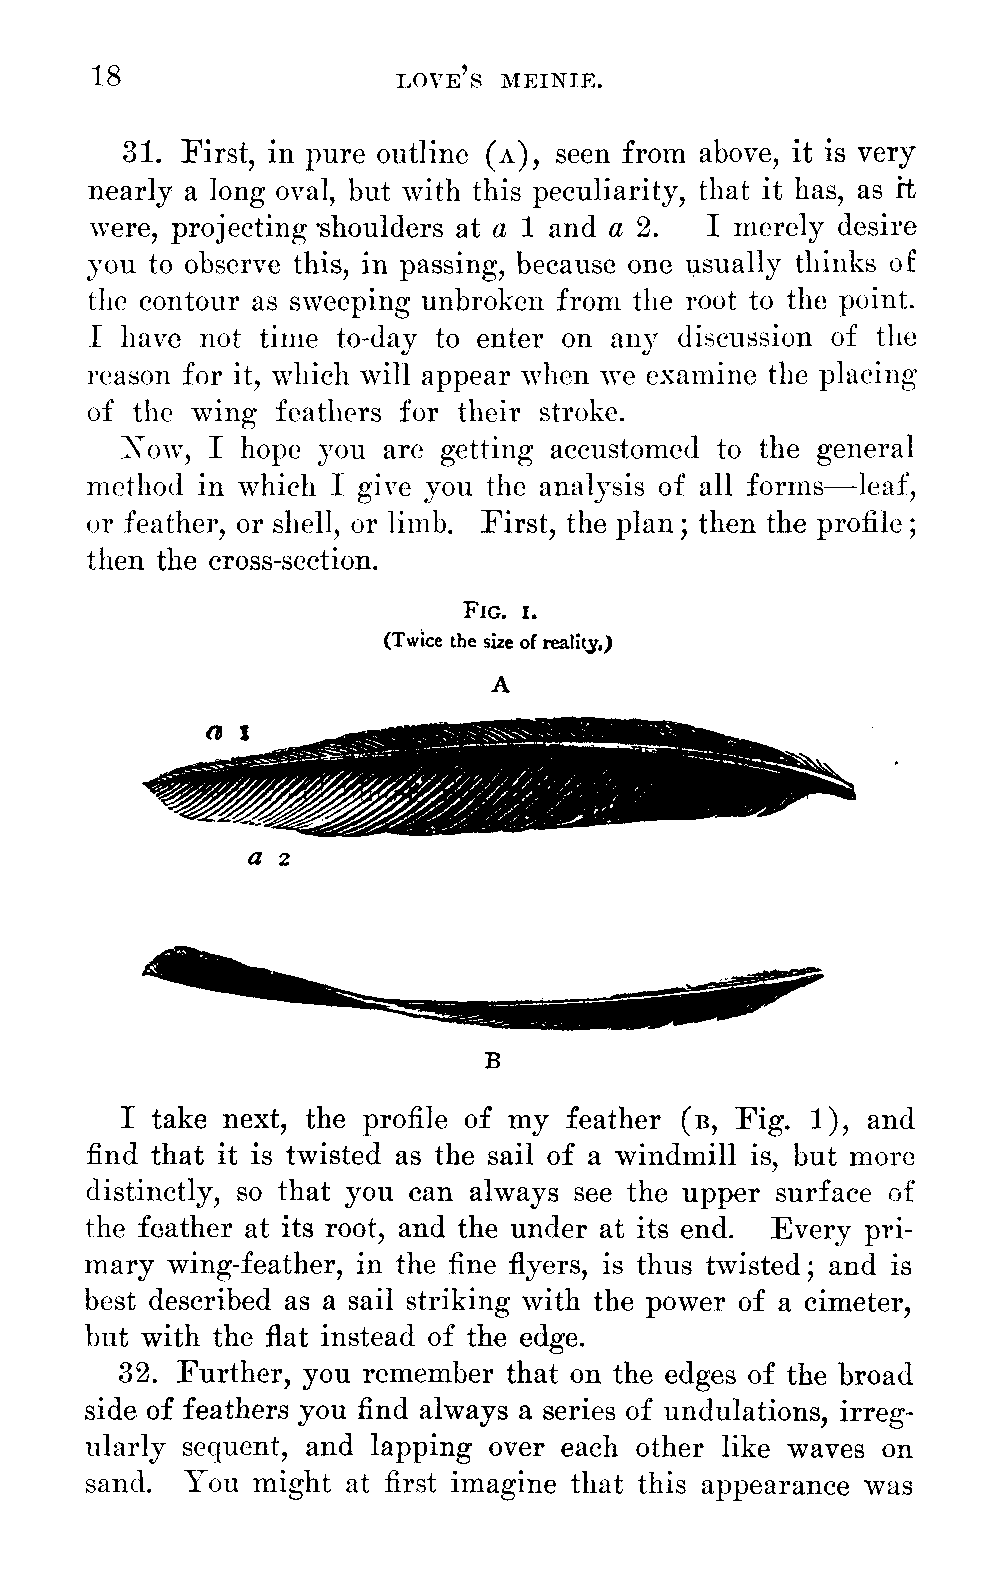 18 LOVE'S MEINIE.
31. First, in pure outline (A), seen from above, it is very
nearly a long oval, but with this peculiarity, that it has, as it
were, projecting shoulders at a 1 and a 2. I merely desire
you to observe this, in passing, because one usually thinks of
the contour as sweeping unbroken from the root to the point.
I have not time to-day to enter on any discussion of the
reason for it, which will appear when we examine the placing
of the wing feathers for their stroke.
Now, I hope you are getting accustomed to the general
method in which I give you the analysis of all forms—leaf,
or feather, or shell, or limb. First, the plan; then the profile;
then the cross-section.
FIG. 1.
(Twice the size of reality.)
A
a 1
a 2
B
I take next, the profile of my feather (B, Fig. 1), and
find that it is twisted as the sail of a windmill is, but more
distinctly, so that you can always see the upper surface of
the feather at its root, and the under at its end. Every pri-
mary wing-feather, in the fine flyers, is thus twisted; and is
best described as a sail striking with the power of a cimeter,
but with the flat instead of the edge.
32. Further, you remember that on the edges of the broad
side of feathers you find always a series of undulations, irreg-
ularly sequent, and lapping over each other like waves on
sand. You might at first imagine that this appearance was